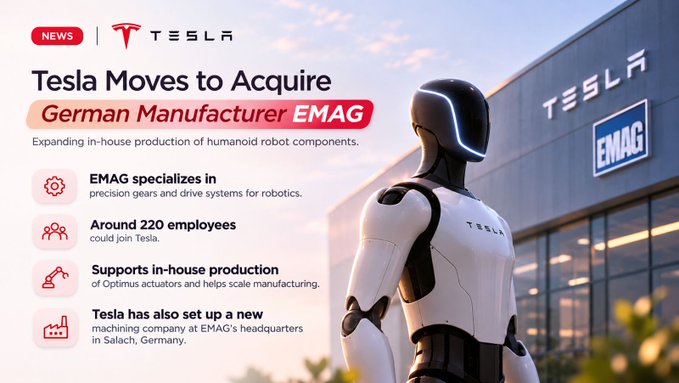 NEWS
TESLA
Tesla Moves to Acquire
German Manufacturer EMAG
Expanding in-house production of humanoid robot components.
EMAG specializes in
precision gears and drive systems for robotics.
Around 220 employees
could join Tesla.
Supports in-house production
of Optimus actuators and helps scale manufacturing.
Tesla has also set up a new
machining company at EMAG's headquarters
in Salach, Germany.
TESLA
EMAG
TESLA